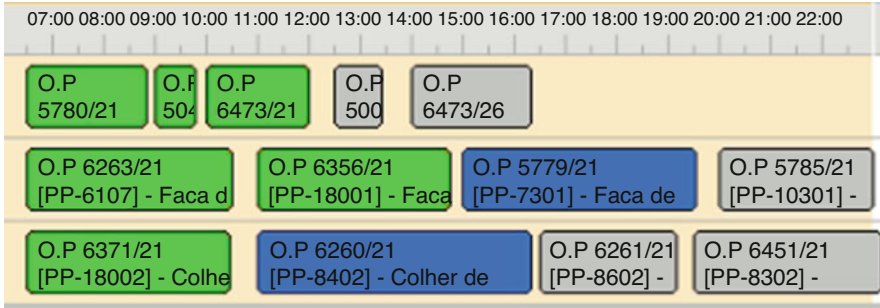 07:00 08:00 09:00 10:00 11:00 12:00 13:00 14:00 15:00 16:00 17:00 18:00 19:00 20:00 21:00 22:00
O.P O.P O.P O.P O.P
5780/21 504 6473/21 500 6473/26
O.P 6263/21 O.P 6356/21 O.P 5779/21 O.P 5785/21
[PP-6107] - Faca d [PP-18001] - Faca [PP-7301] - Faca de [PP-10301] -
O.P 6371/21 O.P 6260/21 O.P 6261/21 O.P 6451/21
[PP-18002] - Colhe [PP-8402] - Colher de [PP-8602] - [PP-8302] -